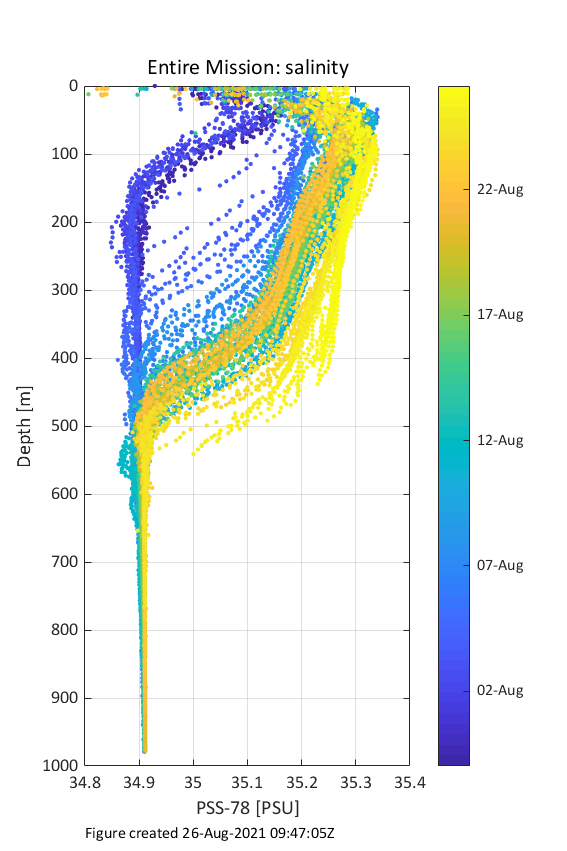 Entire Mission: salinity
0
100
200
300
400
500
600
700
800
900
1000
Depth [m]
34.8 34.9 35 35.1 35.2 35.3 35.4
PSS-78 [PSU]
22-Aug
17-Aug
12-Aug
07-Aug
02-Aug
Figure created 26-Aug-2021 09:47:05Z